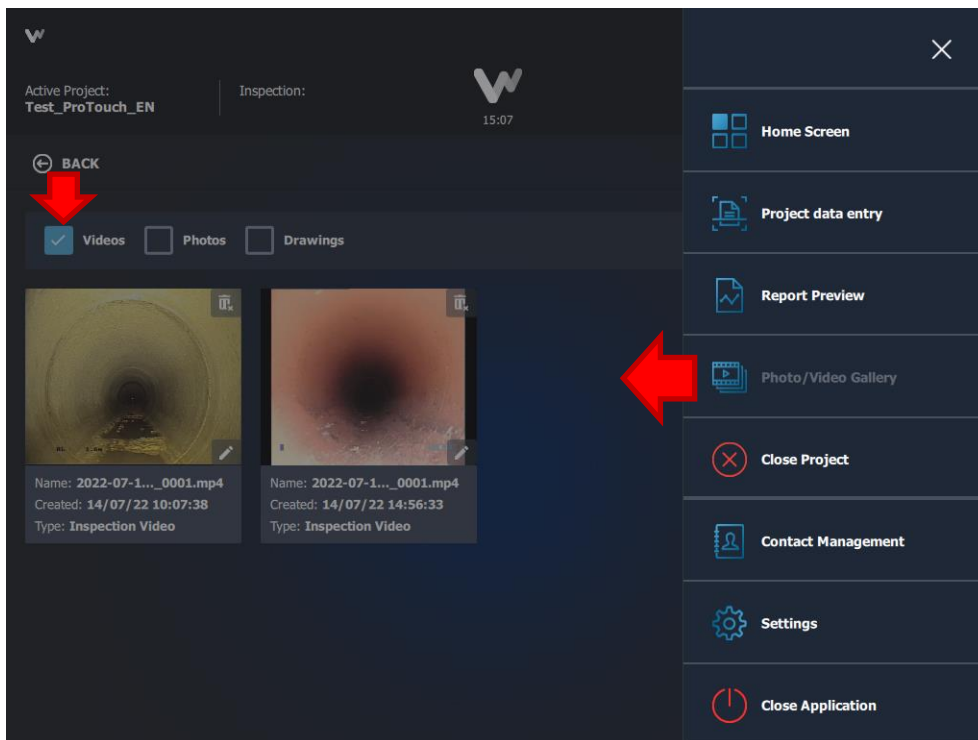 Active Project:
Test_ProTouch_EN
Inspection:
15:07
BACK
Videos
Photos
Drawings
Name: 2022-07-1..._0001.mp4
Created: 14/07/22 10:07:38
Type: Inspection Video
Name: 2022-07-1..._0001.mp4
Created: 14/07/22 14:56:33
Type: Inspection Video
Home Screen
Project data entry
Report Preview
Photo/Video Gallery
Close Project
Contact Management
Settings
Close Application